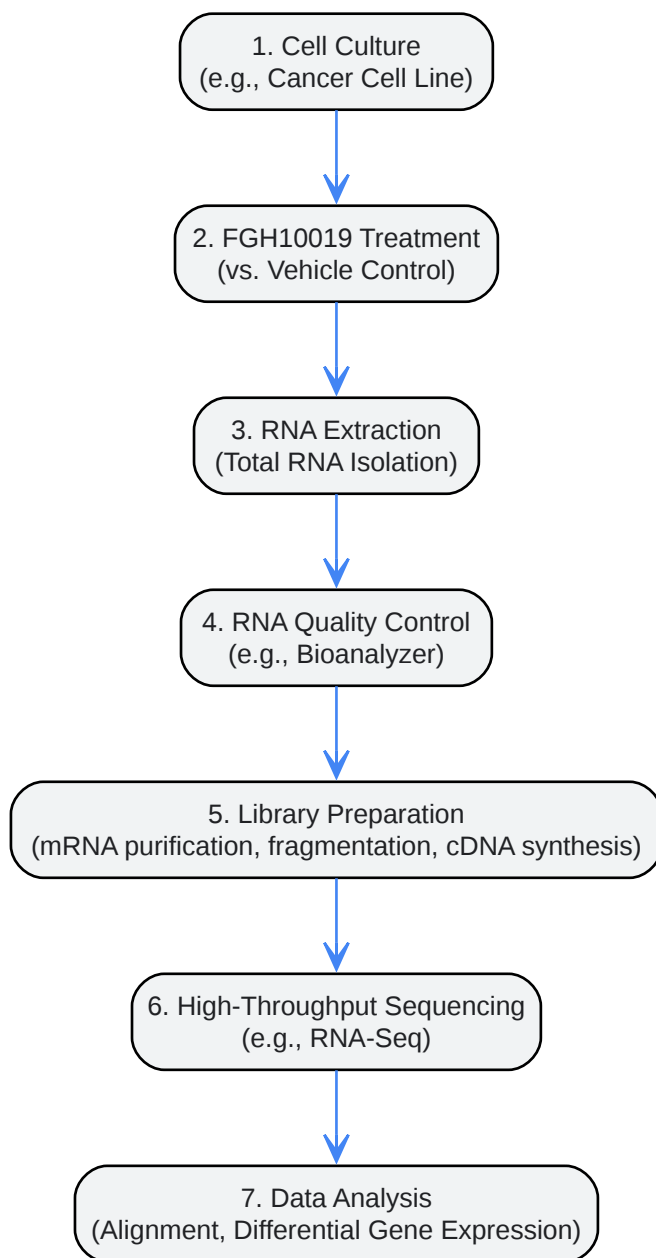 1. Cell Culture
(e.g., Cancer Cell Line)
2. FGH10019 Treatment
(vs. Vehicle Control)
3. RNA Extraction
(Total RNA Isolation)
4. RNA Quality Control
(e.g., Bioanalyzer)
5. Library Preparation
(mRNA purification, fragmentation, cDNA synthesis)
6. High-Throughput Sequencing
(e.g., RNA-Seq)
7. Data Analysis
(Alignment, Differential Gene Expression)